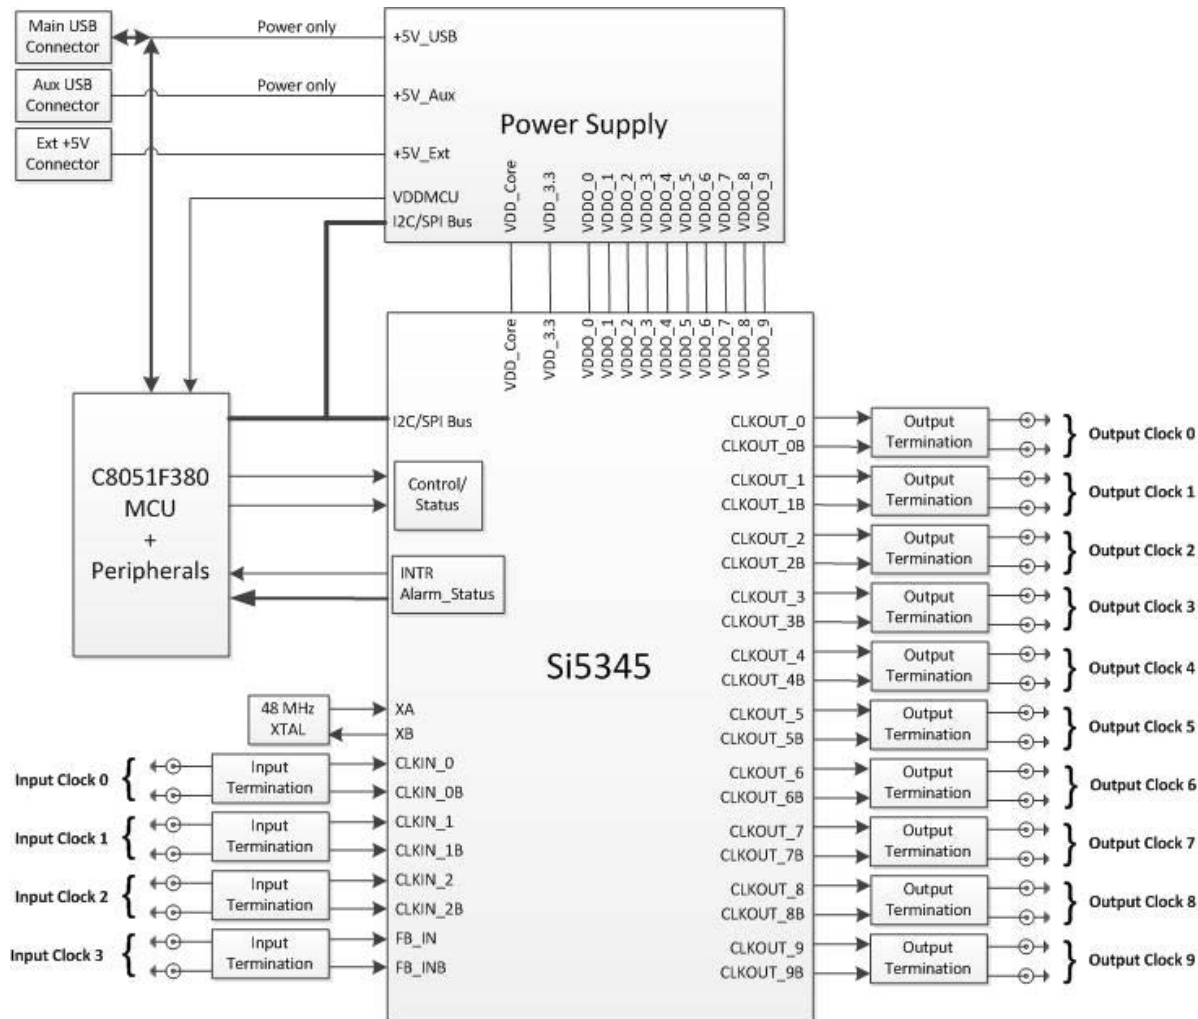 Main USB
Connector
Power only
+5V_USB
Aux USB
Connector
Power only
+5V_Aux
Ext +5V
Connector
+5V_Ext
Power Supply
VDDMCU
I2C/SPI Bus
VDD_Core
VDD_3.3
VDDO_0
VDDO_1
VDDO_2
VDDO_3
VDDO_4
VDDO_5
VDDO_6
VDDO_7
VDDO_8
VDDO_9
VDD_Core
VDD_3.3
VDDO_0
VDDO_1
VDDO_2
VDDO_3
VDDO_4
VDDO_5
VDDO_6
VDDO_7
VDDO_8
VDDO_9
C8051F380
MCU
+
Peripherals
I2C/SPI Bus
Control/
Status
INTR
Alarm_Status
Si5345
48 MHz
XTAL
XA
XB
Input Clock 0
Input
Termination
CLKIN_0
CLKIN_0B
Input Clock 1
Input
Termination
CLKIN_1
CLKIN_1B
Input Clock 2
Input
Termination
CLKIN_2
CLKIN_2B
Input Clock 3
Input
Termination
FB_IN
FB_INB
CLKOUT_0
CLKOUT_0B
Output
Termination
Output Clock 0
CLKOUT_1
CLKOUT_1B
Output
Termination
Output Clock 1
CLKOUT_2
CLKOUT_2B
Output
Termination
Output Clock 2
CLKOUT_3
CLKOUT_3B
Output
Termination
Output Clock 3
CLKOUT_4
CLKOUT_4B
Output
Termination
Output Clock 4
CLKOUT_5
CLKOUT_5B
Output
Termination
Output Clock 5
CLKOUT_6
CLKOUT_6B
Output
Termination
Output Clock 6
CLKOUT_7
CLKOUT_7B
Output
Termination
Output Clock 7
CLKOUT_8
CLKOUT_8B
Output
Termination
Output Clock 8
CLKOUT_9
CLKOUT_9B
Output
Termination
Output Clock 9